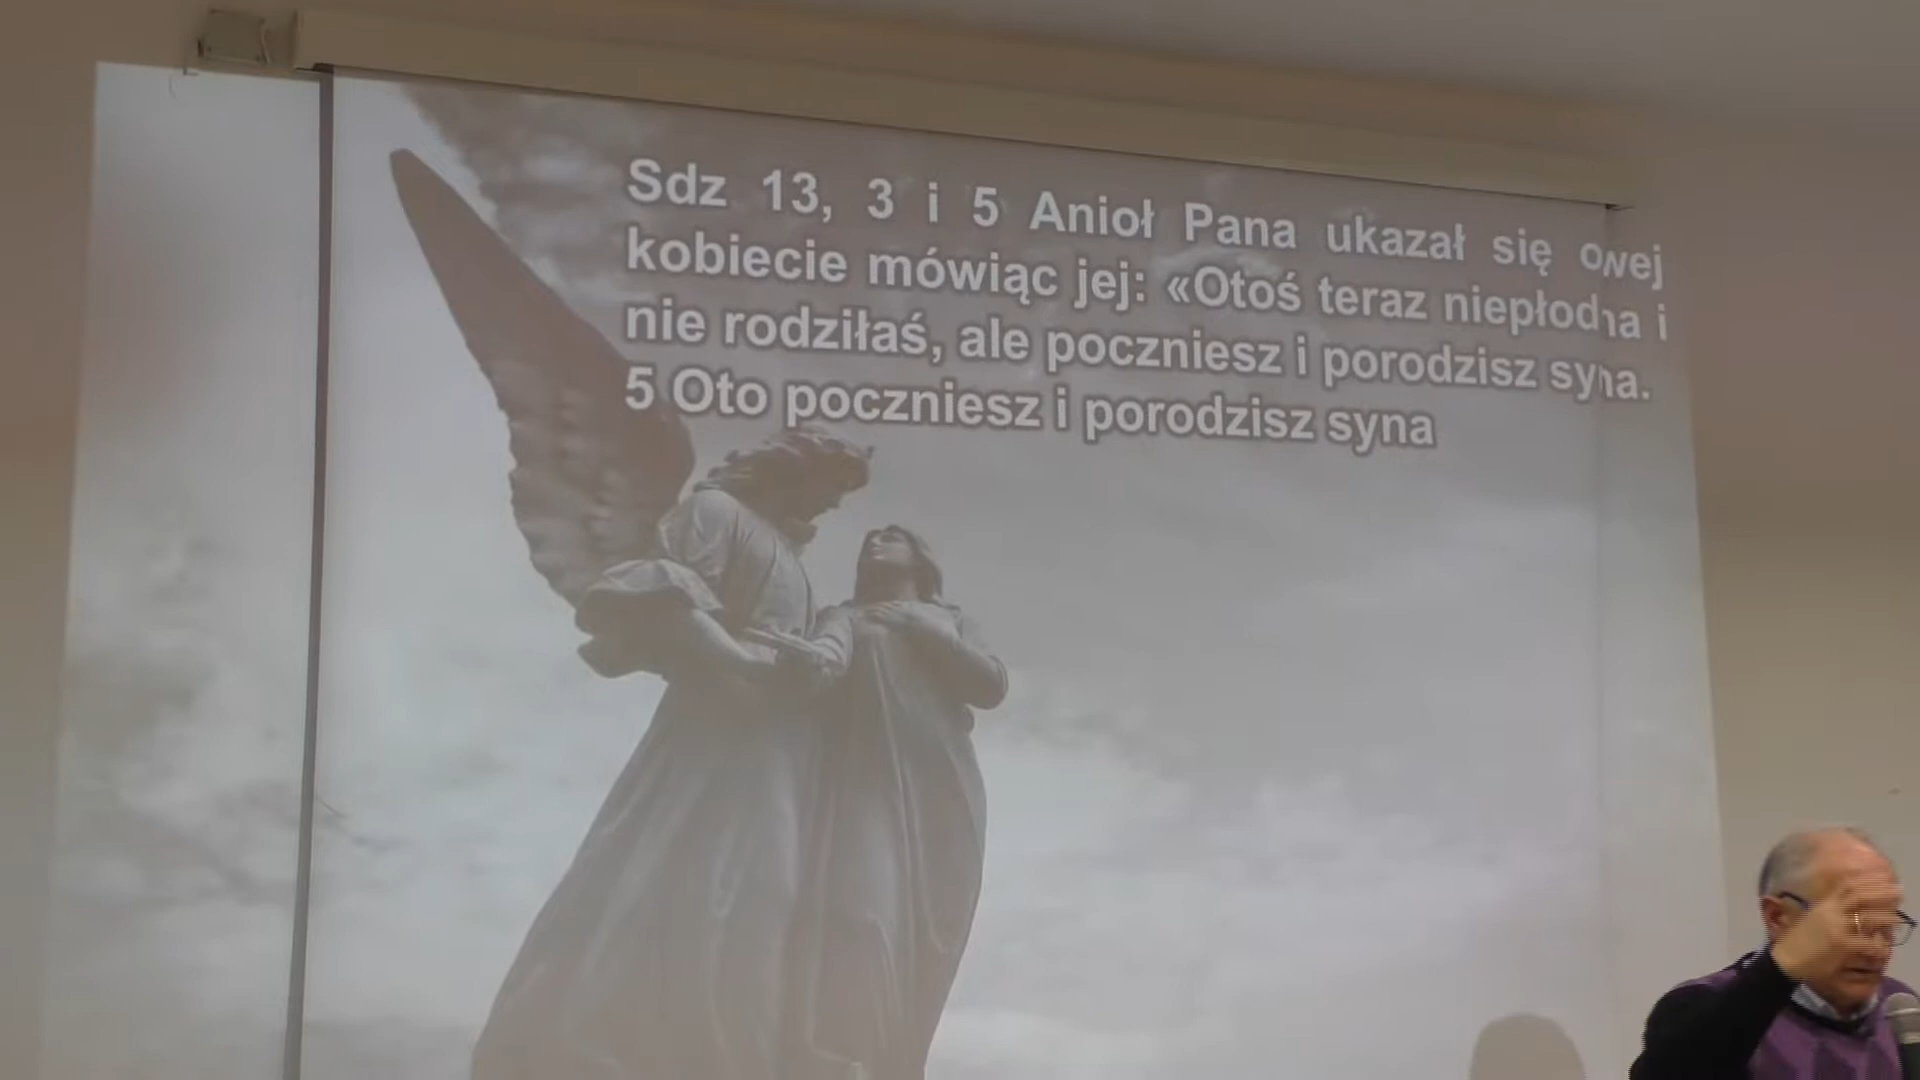 Sdz 13, 3 i 5 Anioł Pana ukazał się owej
kobiecie mówiąc jej: «Otoś teraz niepłodna i
nie rodziłaś, ale poczniesz i porodzisz syna.
5 Oto poczniesz i porodzisz syna